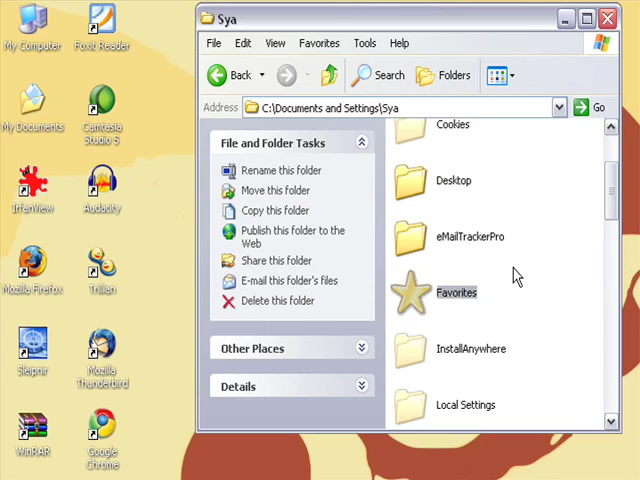 My Computer
Foxit Reader
My Documents
Camtasia
Studio 5
IrfanView
Audacity
Mozilla Firefox
Trillian
Sleipnir
Mozilla
Thunderbird
WinRAR
Google
Chrome
Sya
File Edit View Favorites Tools Help
Back Search Folders
Address C:\Documents and Settings\Sya Go
File and Folder Tasks
Rename this folder
Move this folder
Copy this folder
Publish this folder to the
Web
Share this folder
E-mail this folder's files
Delete this folder
Other Places
Details
Cookies
Desktop
eMailTrackerPro
Favorites
InstallAnywhere
Local Settings